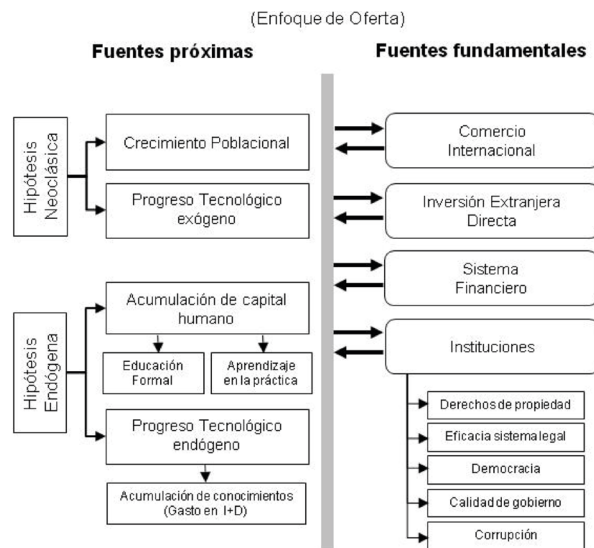 (Enfoque de Oferta)
Fuentes próximas
Fuentes fundamentales
Hipótesis
Neoclásica
Crecimiento Poblacional
Progreso Tecnológico
exógeno
Hipótesis
Endógena
Acumulación de capital
humano
Educación
Formal
Aprendizaje
en la práctica
Progreso Tecnológico
endógeno
Acumulación de conocimientos
(Gasto en I+D)
Comercio
Internacional
Inversión Extranjera
Directa
Sistema
Financiero
Instituciones
Derechos de propiedad
Eficacia sistema legal
Democracia
Calidad de gobierno
Corrupción